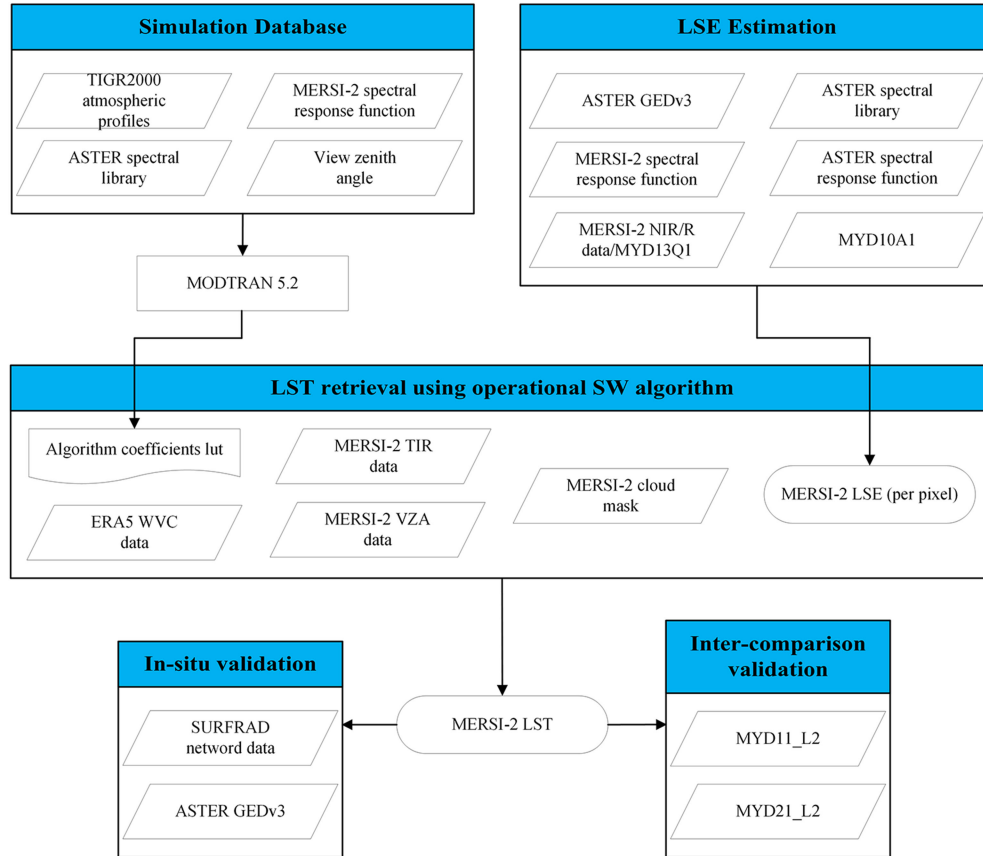 Simulation Database
TIGR2000
atmospheric
profiles
MERSI-2 spectral
response function
ASTER spectral
library
View zenith
angle
LSE Estimation
ASTER GEDv3
ASTER spectral
library
MERSI-2 spectral
response function
ASTER spectral
response function
MERSI-2 NIR/R
data/MYD13Q1
MYD10A1
MODTRAN 5.2
LST retrieval using operational SW algorithm
Algorithm coefficients lut
MERSI-2 TIR
data
MERSI-2 cloud
mask
MERSI-2 LSE (per pixel)
ERA5 WVC
data
MERSI-2 VZA
data
In-situ validation
SURFRAD
netword data
ASTER GEDv3
MERSI-2 LST
Inter-comparison
validation
MYD11_L2
MYD21_L2